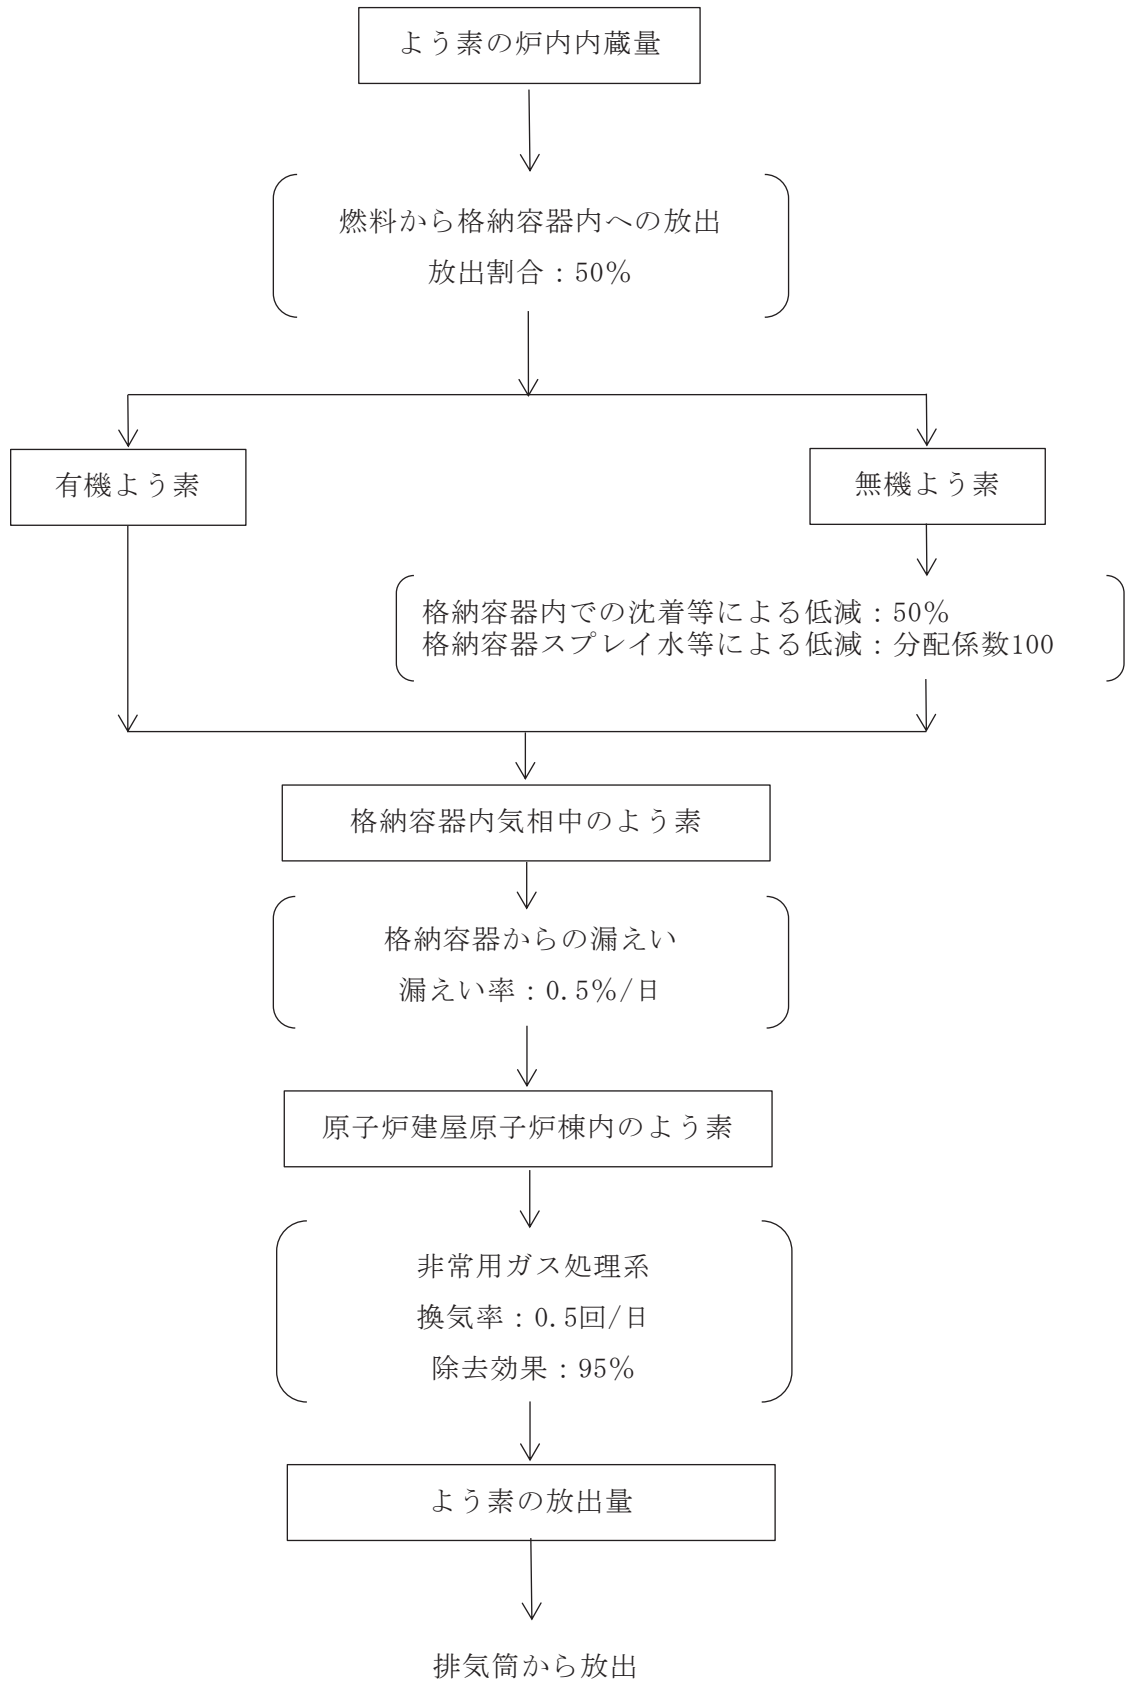 よう素の炉内内蔵量
燃料から格納容器内への放出
放出割合：50%
有機よう素
無機よう素
格納容器内での沈着等による低減：50%
格納容器スプレイ水等による低減：分配係数100
格納容器内気相中のよう素
格納容器からの漏えい
漏えい率：0.5%/日
原子炉建屋原子炉棟内のよう素
非常用ガス処理系
換気率：0.5回/日
除去効果：95%
よう素の放出量
排気筒から放出